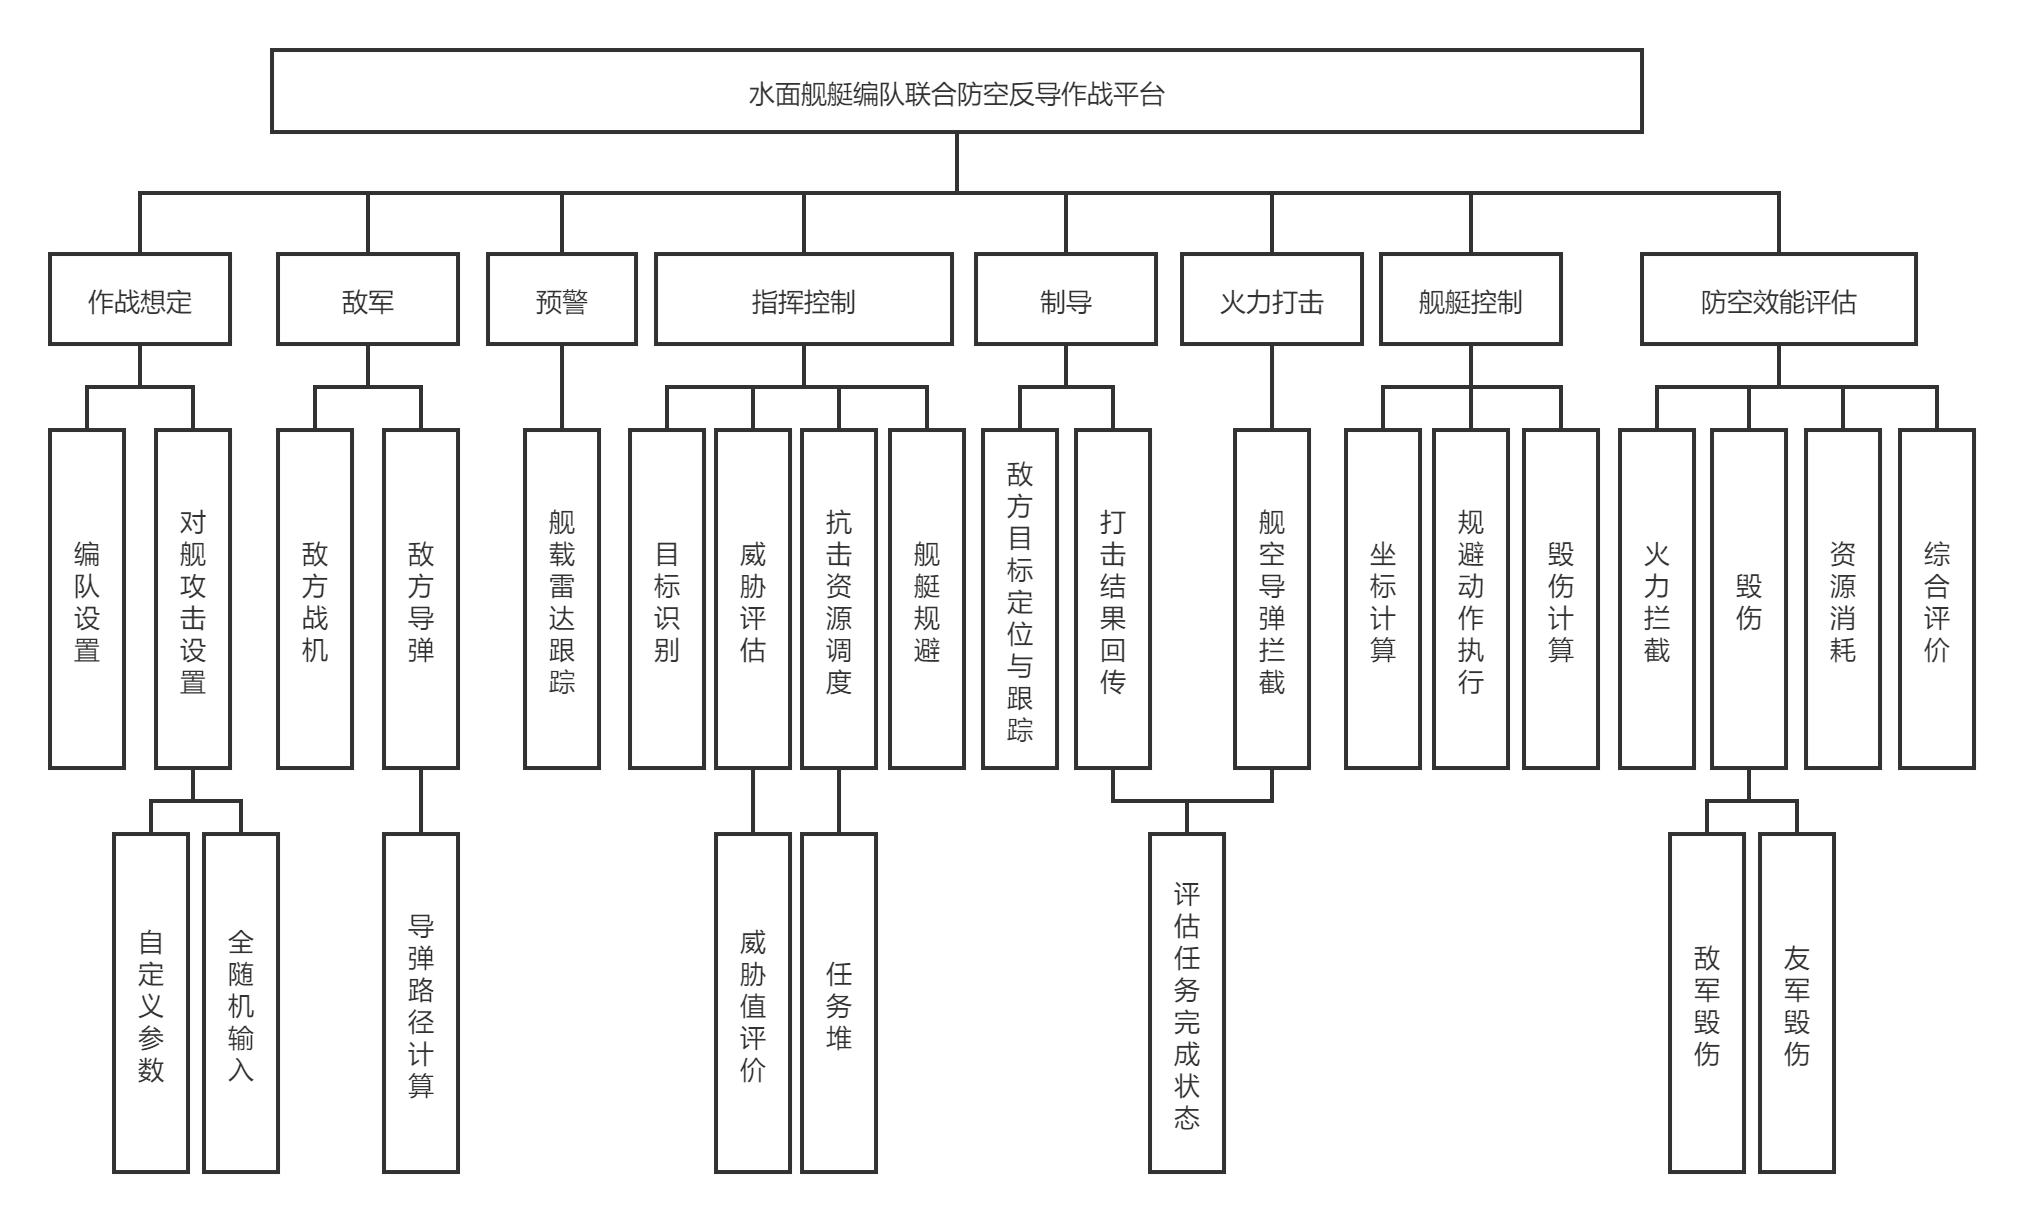 水面舰艇编队联合防空反导作战平台
作战想定
敌军
预警
指挥控制
制导
火力打击
舰艇控制
防空效能评估
编队设置
对舰攻击设置
敌方战机
敌方导弹
舰载雷达跟踪
目标识别
威胁评估
抗击资源调度
舰艇规避
敌方目标定位与跟踪
打击结果回传
舰空导弹拦截
坐标计算
规避动作执行
毁伤计算
火力拦截
毁伤
资源消耗
综合评价
自定义参数
全随机输入
导弹路径计算
威胁值评价
任务堆
评估任务完成状态
敌军毁伤
友军毁伤